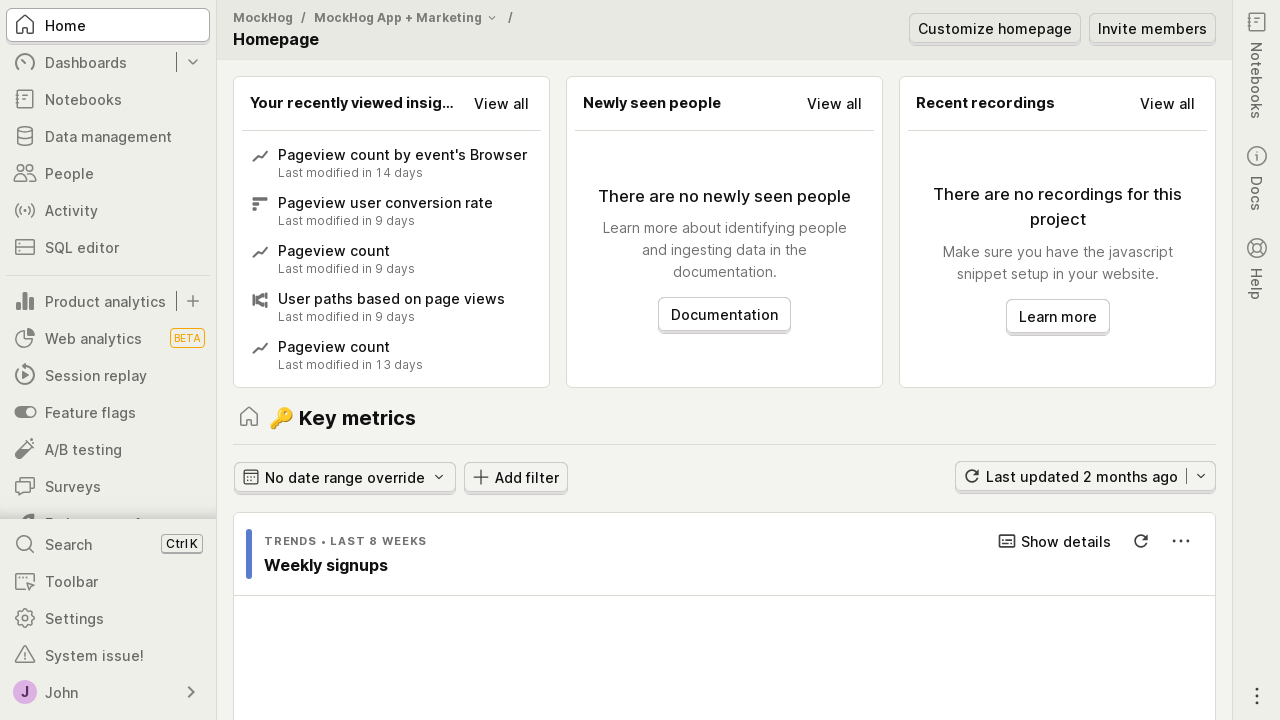 Home
Dashboards
Notebooks
Data management
People
Activity
SQL editor
Product analytics
Web analytics
BETA
Session replay
Feature flags
A/B testing
Surveys
Search
Ctrl K
Toolbar
Settings
System issue!
J
John
MockHog / MockHog App + Marketing /
Homepage
Customize homepage
Invite members
Your recently viewed insig...
View all
Pageview count by event's Browser
Last modified in 14 days
Pageview user conversion rate
Last modified in 9 days
Pageview count
Last modified in 9 days
User paths based on page views
Last modified in 9 days
Pageview count
Last modified in 13 days
Newly seen people
View all
There are no newly seen people
Learn more about identifying people
and ingesting data in the
documentation.
Documentation
Recent recordings
View all
There are no recordings for this
project
Make sure you have the javascript
snippet setup in your website.
Learn more
🔑 Key metrics
No date range override
Add filter
Last updated 2 months ago
TRENDS • LAST 8 WEEKS
Weekly signups
Show details
Notebooks
Docs
Help